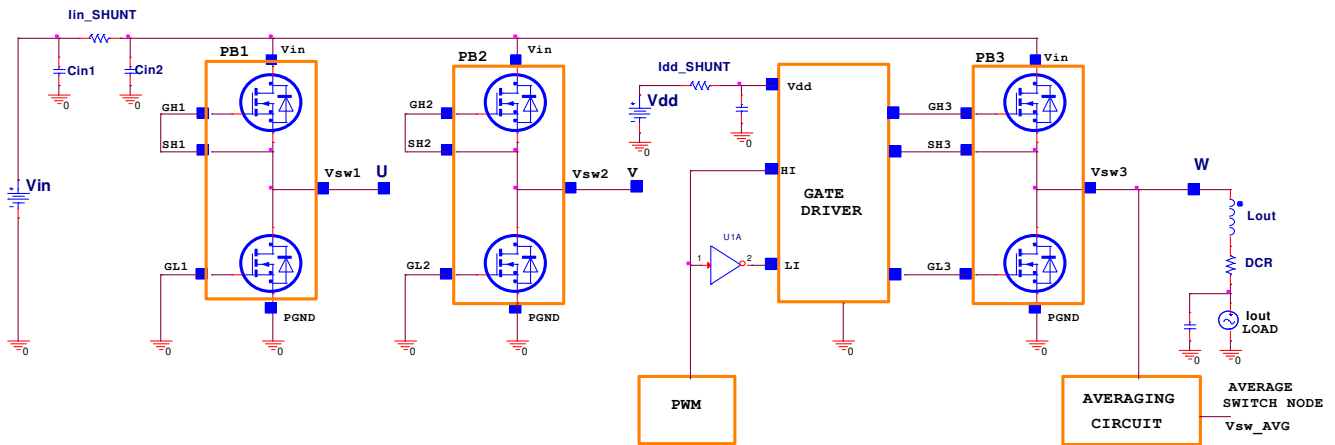 Iin_SHUNT
Cin1
Cin2
0
0
Vin
0
PB1
Vin
GH1
SH1
Vsw1
U
GL1
0
PGND
0
PB2
Vin
GH2
SH2
Vsw2
V
GL2
0
PGND
0
Idd_SHUNT
Vdd
0
0
Vdd
HI
GATE
DRIVER
U1A
1
2
LI
0
PWM
PB3
Vin
GH3
SH3
Vsw3
GL3
PGND
0
W
Lout
DCR
Iout
LOAD
0
0
AVERAGING
CIRCUIT
AVERAGE
SWITCH NODE
Vsw_AVG